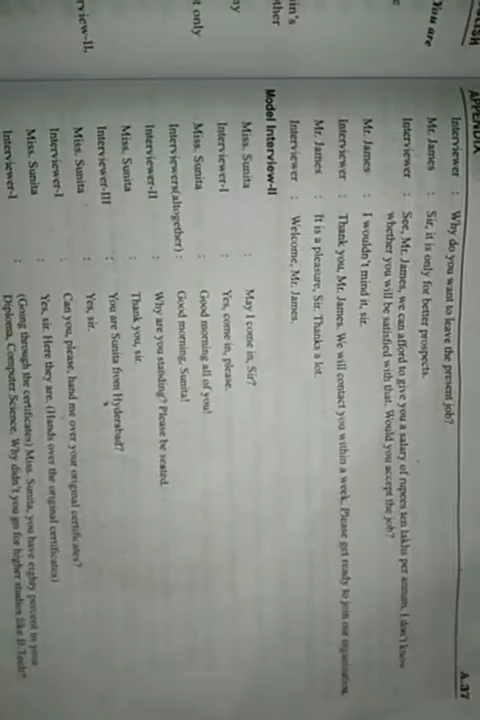 APPENDIX A.37
Interviewer : Why do you want to leave the present job?
Mr. James : Sir, it is only for better prospects.
Interviewer : See, Mr. James, we can afford to give you a salary of rupees ten lakhs per annum. I don't know
whether you will be satisfied with that. Would you accept the job?
Mr. James : I wouldn't mind it, sir.
Interviewer : Thank you, Mr. James. We will contact you within a week. Please get ready to join our organization.
Mr. James : It is a pleasure, Sir. Thanks a lot.
Interviewer : Welcome, Mr. James.
Model Interview-II
Miss. Sunita : May I come in, Sir?
Interviewer-I : Yes, come in, please.
Miss. Sunita : Good morning all of you!
Interviewers(altogether) : Good morning, Sunita!
Interviewer-II : Why are you standing? Please be seated.
Miss. Sunita : Thank you, sir.
Interviewer-III : You are Sunita from Hyderabad?
Miss. Sunita : Yes, sir.
Interviewer-I : Can you, please, hand me over your original certificates?
Miss. Sunita : Yes, sir. Here they are. (Hands over the original certificates)
Interviewer-I : (Going through the certificates) Miss. Sunita, you have eighty percent in your
Diploma, Computer Science. Why didn't you go for higher studies like B.Tech?
You are
rview-II,